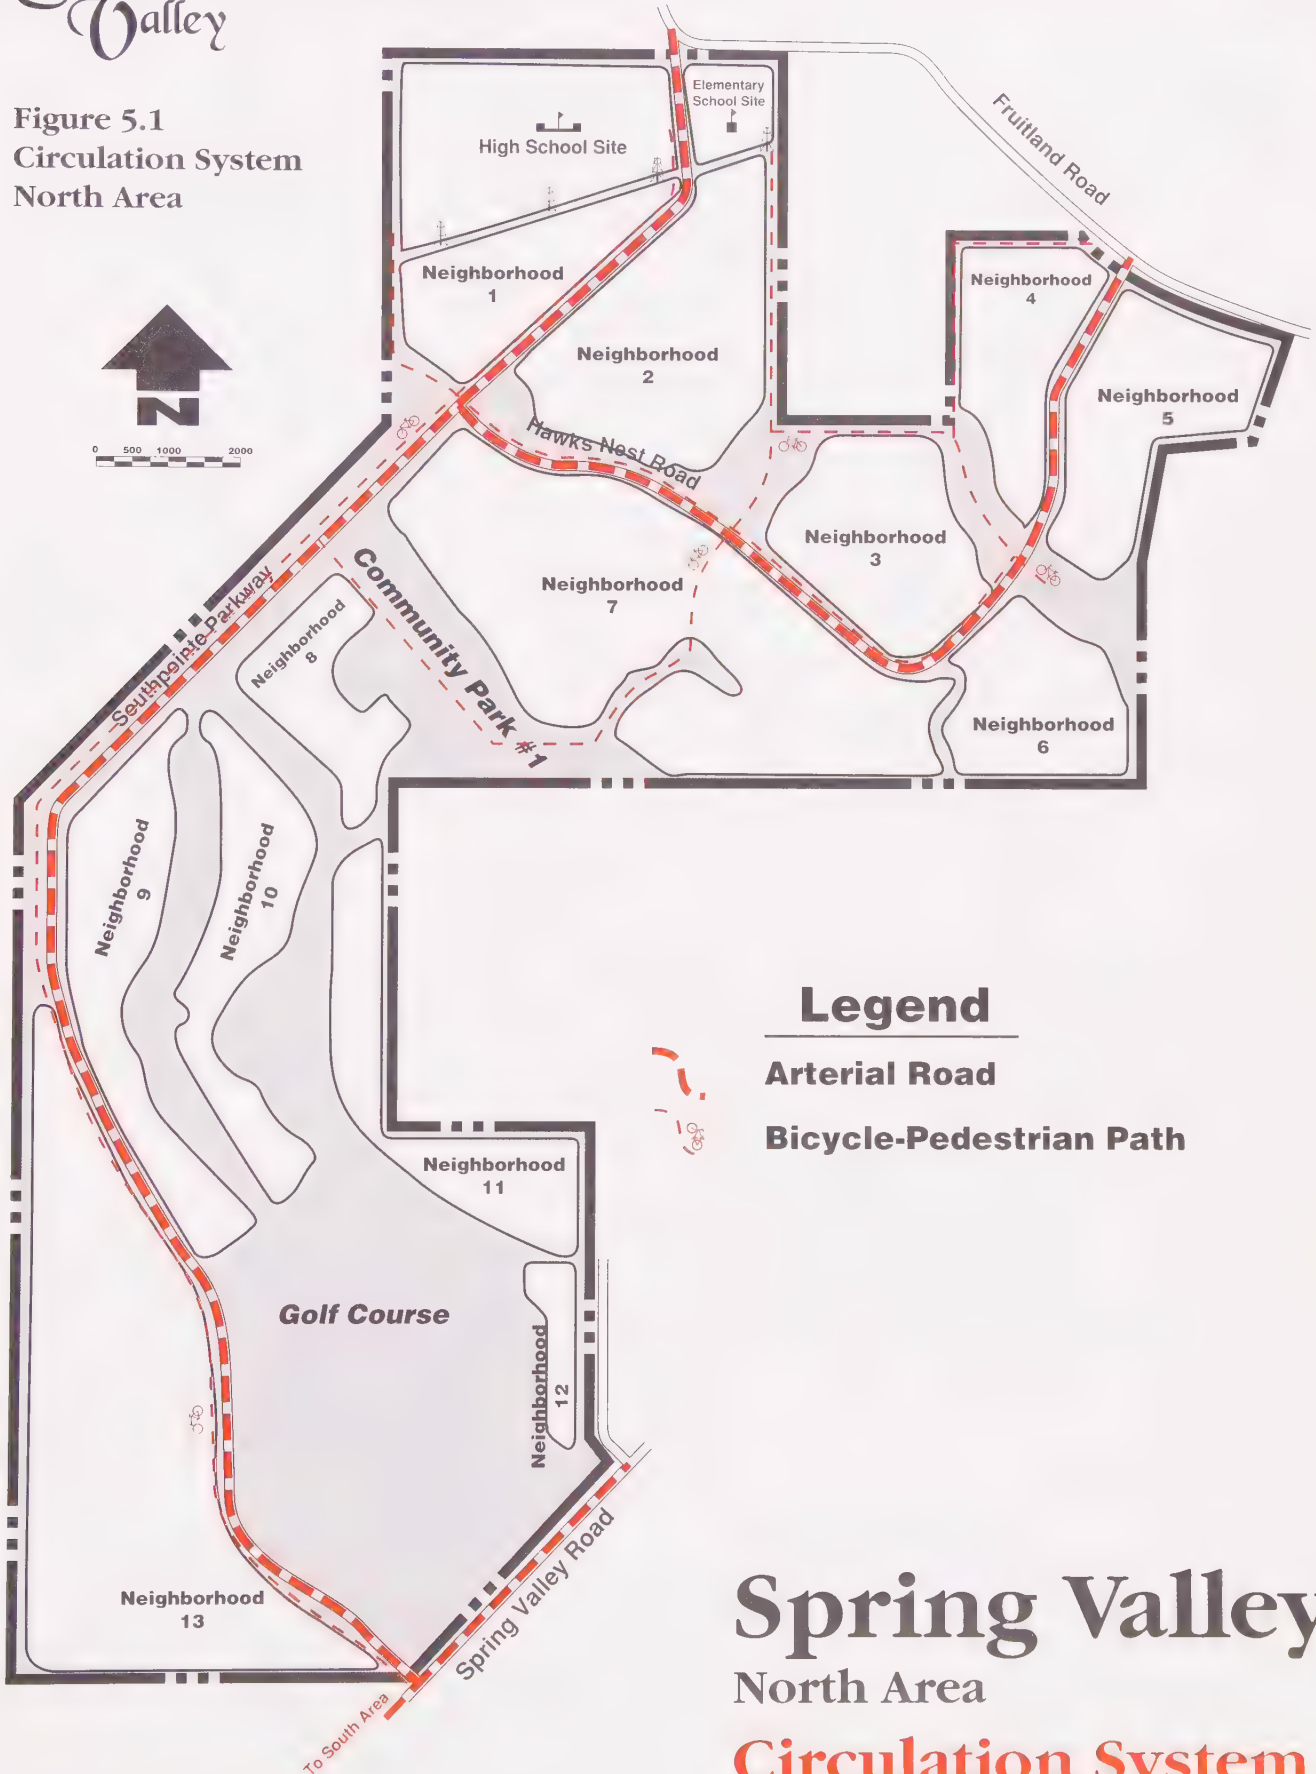 Valley
Figure 5.1
Circulation System
North Area
N
0 500 1000 2000
High School Site
Elementary
School Site
Fruitland Road
Neighborhood
1
Neighborhood
2
Neighborhood
4
Neighborhood
5
Hawks Nest Road
Neighborhood
3
Neighborhood
7
Neighborhood
6
Community Park #1
Neighborhood
8
Southpointe Parkway
Neighborhood
9
Neighborhood
10
Legend
Arterial Road
Bicycle-Pedestrian Path
Neighborhood
11
Golf Course
Neighborhood
12
Neighborhood
13
Spring Valley Road
To South Area
Spring Valley
North Area
Circulation System